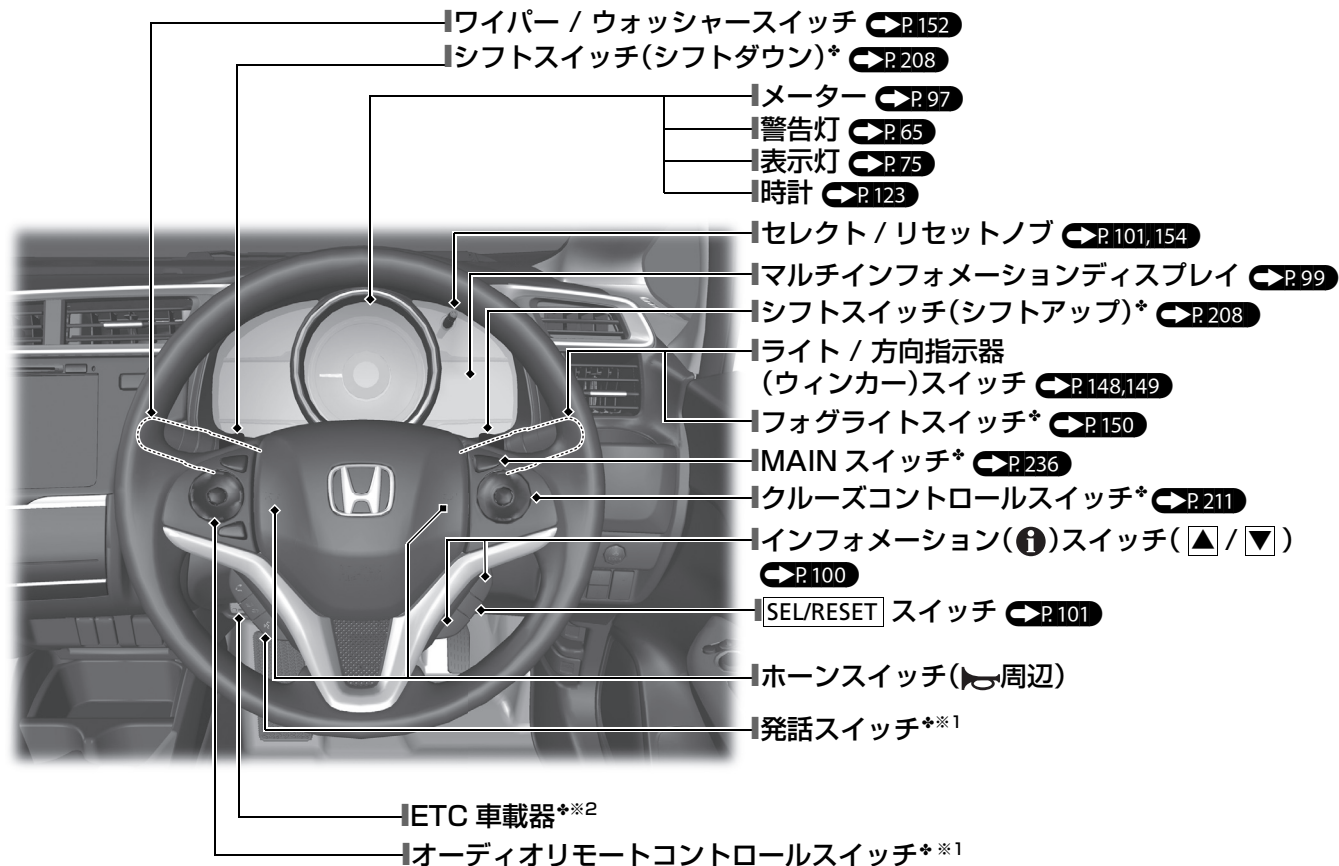 ワイパー / ウォッシャースイッチ P.152
シフトスイッチ(シフトダウン)✤ P.208
メーター P.97
警告灯 P.65
表示灯 P.75
時計 P.123
セレクト / リセットノブ P.101,154
マルチインフォメーションディスプレイ P.99
シフトスイッチ(シフトアップ)✤ P.208
ライト / 方向指示器
(ウィンカー)スイッチ P.148,149
フォグライトスイッチ✤ P.150
MAIN スイッチ✤ P.236
クルーズコントロールスイッチ✤ P.211
インフォメーション(i)スイッチ( ▲ / ▼ )
P.100
SEL/RESET スイッチ P.101
ホーンスイッチ(周辺)
発話スイッチ✤※1
ETC 車載器✤※2
オーディオリモートコントロールスイッチ✤ ※1